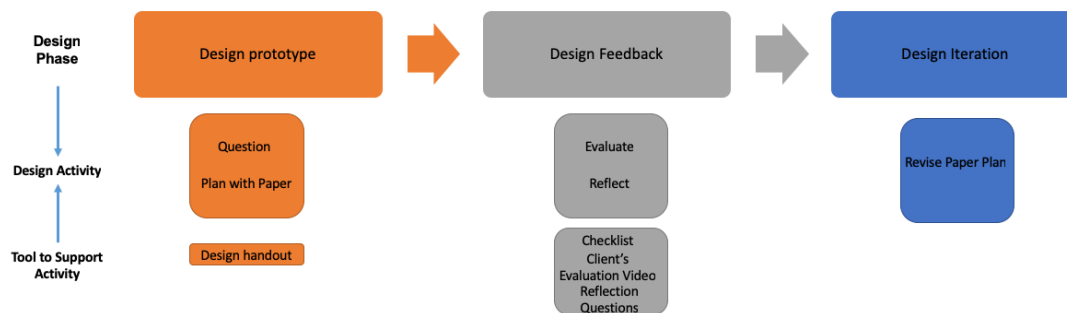 Design
Phase
Design prototype
Design Feedback
Design Iteration
Design Activity
Question
Plan with Paper
Evaluate
Reflect
Revise Paper Plan
Tool to Support
Activity
Design handout
Checklist
Client's
Evaluation Video
Reflection
Questions